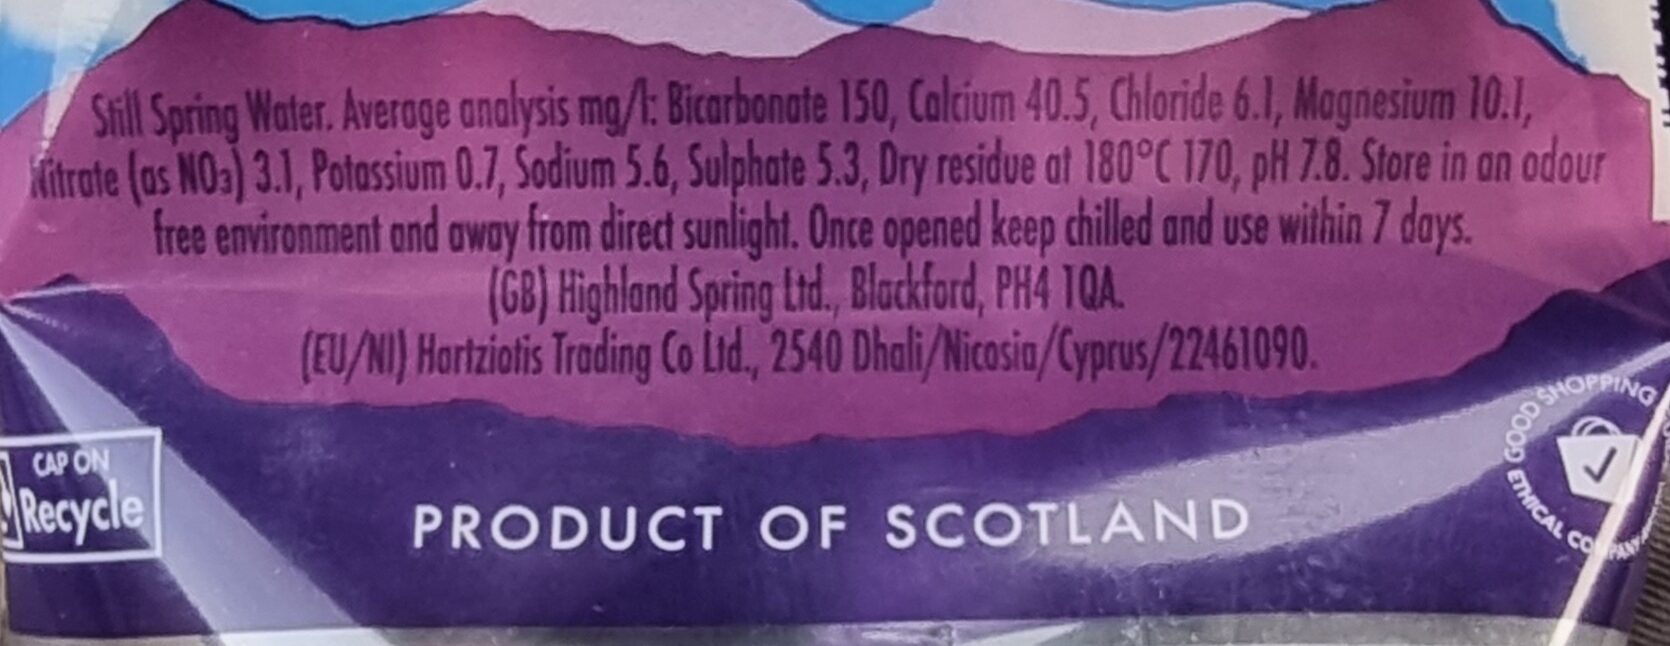 Still Spring Water. Average analysis mg/l: Bicarbonate 150, Calcium 40.5, Chloride 6.1, Magnesium 10.1,
Nitrate (as NO₃) 3.1, Potassium 0.7, Sodium 5.6, Sulphate 5.3, Dry residue at 180°C 170, pH 7.8. Store in an odour
free environment and away from direct sunlight. Once opened keep chilled and use within 7 days.
(GB) Highland Spring Ltd., Blackford, PH4 1QA.
(EU/NI) Hartziotis Trading Co Ltd., 2540 Dhali/Nicosia/Cyprus/22461090.
CAP ON
Recycle
PRODUCT OF SCOTLAND
GOOD SHOPPING
ETHICAL COMPANY